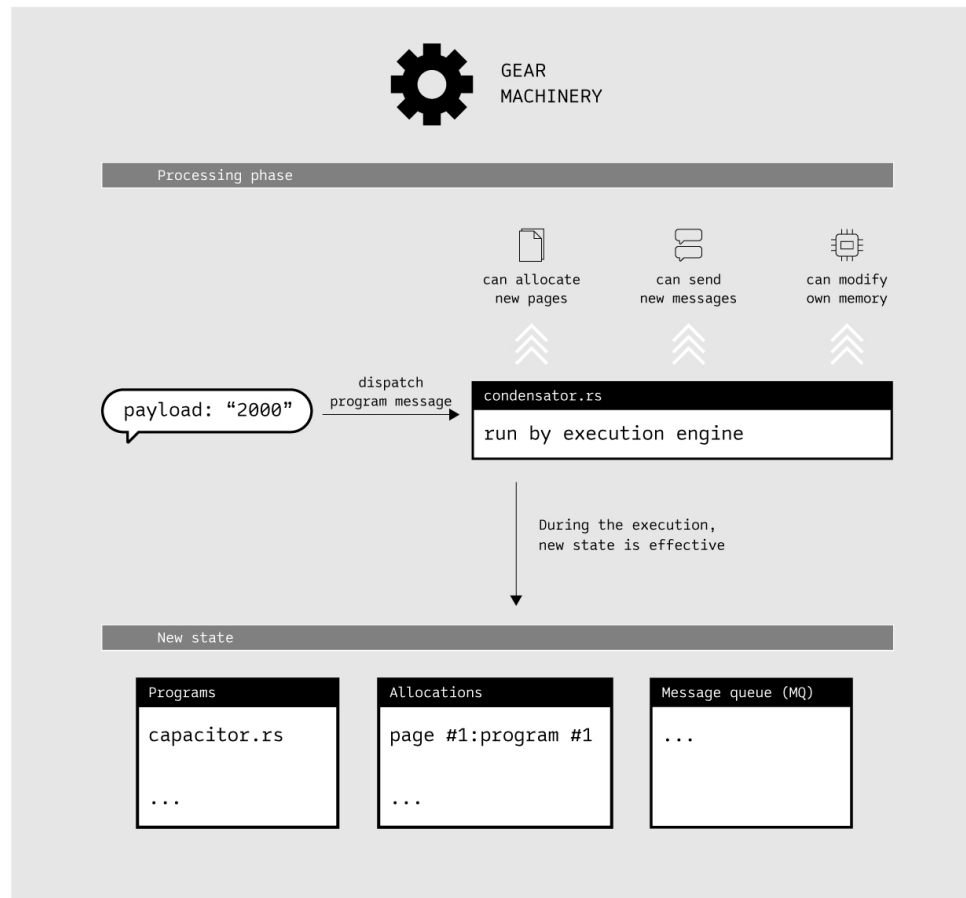 GEAR
MACHINERY
Processing phase
can allocate
new pages
can send
new messages
can modify
own memory
payload: “2000”
dispatch
program message
condensator.rs
run by execution engine
During the execution,
new state is effective
New state
Programs
capacitor.rs
...
Allocations
page #1:program #1
...
Message queue (MQ)
...